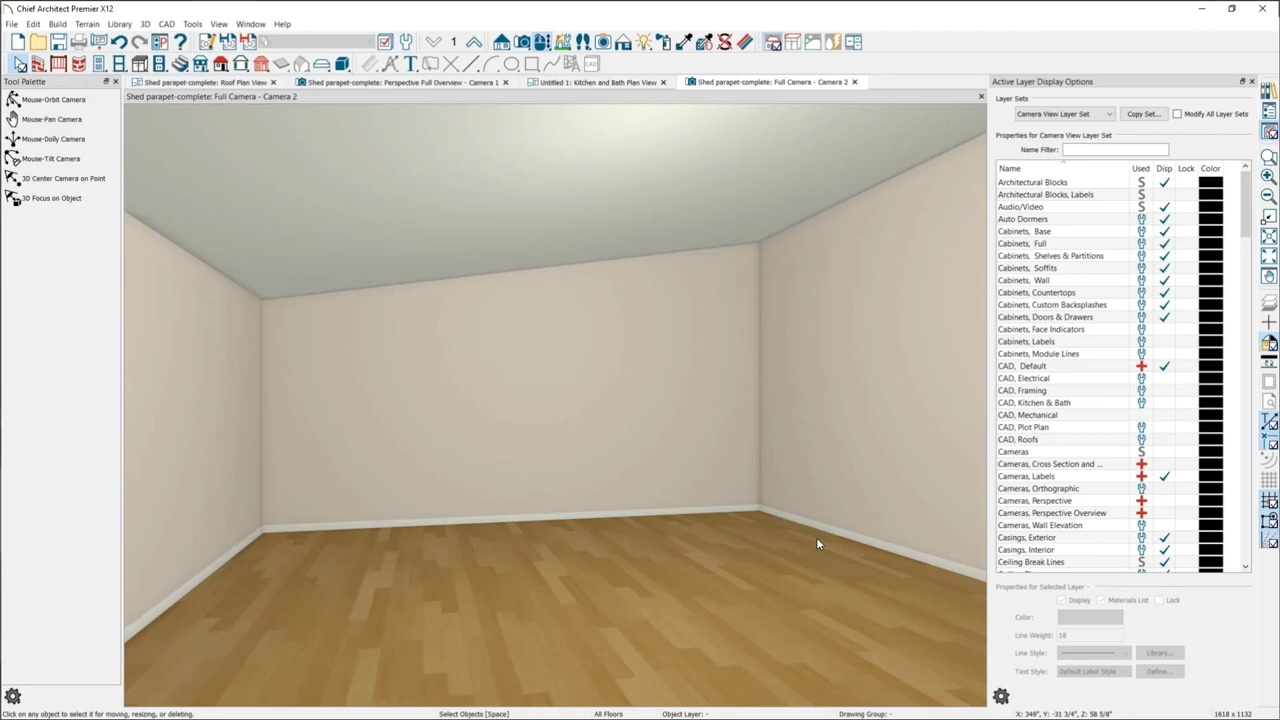 Chief Architect Premier X12
File Edit Build Terrain Library 3D CAD Tools View Window Help
1
Tool Palette
Shed parapet-complete: Roof Plan View
Shed parapet-complete: Perspective Full Overview - Camera 1
Untitled 1: Kitchen and Bath Plan View
Shed parapet-complete: Full Camera - Camera 2
Shed parapet-complete: Full Camera - Camera 2
Mouse-Orbit Camera
Mouse-Pan Camera
Mouse-Dolly Camera
Mouse-Tilt Camera
3D Center Camera on Point
3D Focus on Object
Active Layer Display Options
Layer Sets
Camera View Layer Set Copy Set... Modify All Layer Sets
Properties for Camera View Layer Set
Name Filter:
Name Used Disp Lock Color
Architectural Blocks S
Architectural Blocks, Labels S
Audio/Video S
Auto Dormers
Cabinets, Base
Cabinets, Full
Cabinets, Shelves & Partitions
Cabinets, Soffits
Cabinets, Wall
Cabinets, Countertops
Cabinets, Custom Backsplashes
Cabinets, Doors & Drawers
Cabinets, Face Indicators
Cabinets, Labels
Cabinets, Module Lines
CAD, Default
CAD, Electrical
CAD, Framing
CAD, Kitchen & Bath
CAD, Mechanical
CAD, Plot Plan
CAD, Roofs
Cameras S
Cameras, Cross Section and ...
Cameras, Labels
Cameras, Orthographic
Cameras, Perspective
Cameras, Perspective Overview
Cameras, Wall Elevation
Casings, Exterior
Casings, Interior
Ceiling Break Lines S
Properties for Selected Layer -
Display Materials List Lock
Color:
Line Weight: 18
Line Style: Library...
Text Style: Default Label Style Define...
Click on any object to select it for moving, resizing, or deleting.
Select Objects [Space]
All Floors
Object Layer: -
Drawing Group: -
X: 349", Y: -31 3/4", Z: 58 5/8"
1618 x 1132